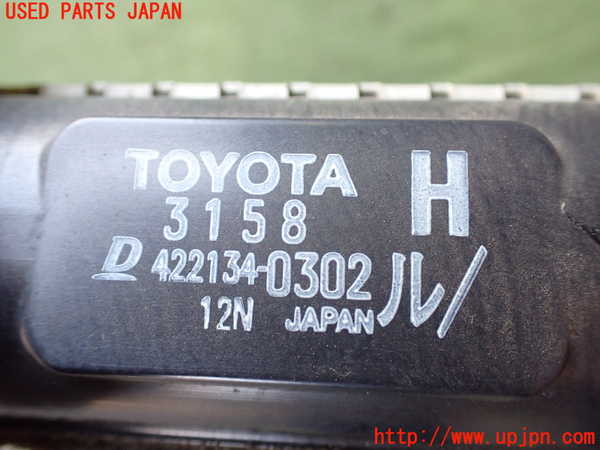 USED PARTS JAPAN
TOYOTA H
3158
D 422134-0302 ル/
12N JAPAN
http://www.upjpn.com/